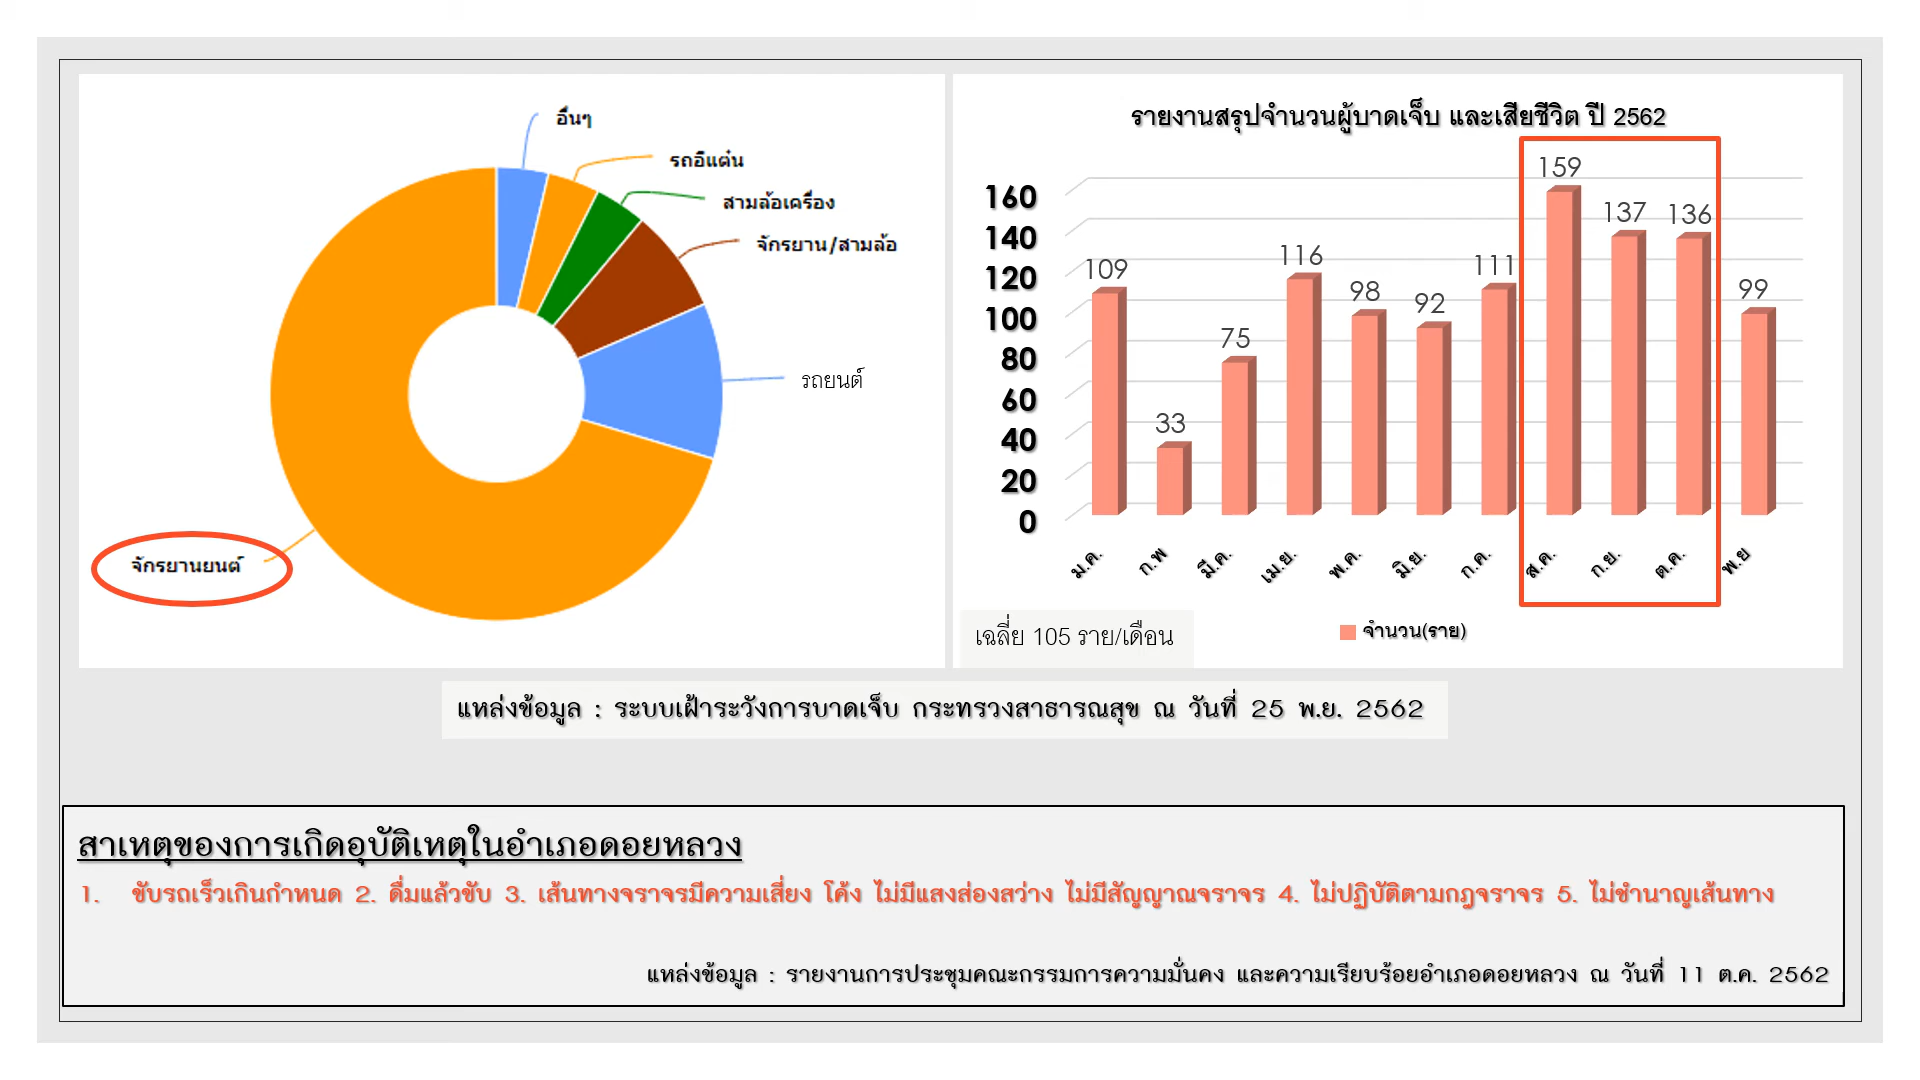 อื่นๆ
รถอีแต๋น
สามล้อเครื่อง
จักรยาน/สามล้อ
รถยนต์
จักรยานยนต์
รายงานสรุปจำนวนผู้บาดเจ็บ และเสียชีวิต ปี 2562
160
140
120
100
80
60
40
20
0
109
33
75
116
98
92
111
159
137
136
99
ม.ค.
ก.พ
มี.ค.
เม.ย.
พ.ค.
มิ.ย.
ก.ค.
ส.ค.
ก.ย.
ต.ค.
พ.ย
เฉลี่ย 105 ราย/เดือน
จำนวน(ราย)
แหล่งข้อมูล : ระบบเฝ้าระวังการบาดเจ็บ กระทรวงสาธารณสุข ณ วันที่ 25 พ.ย. 2562
สาเหตุของการเกิดอุบัติเหตุในอำเภอดอยหลวง
1. ขับรถเร็วเกินกำหนด 2. ดื่มแล้วขับ 3. เส้นทางจราจรมีความเสี่ยง โค้ง ไม่มีแสงส่องสว่าง ไม่มีสัญญาณจราจร 4. ไม่ปฏิบัติตามกฎจราจร 5. ไม่ชำนาญเส้นทาง
แหล่งข้อมูล : รายงานการประชุมคณะกรรมการความมั่นคง และความเรียบร้อยอำเภอดอยหลวง ณ วันที่ 11 ต.ค. 2562